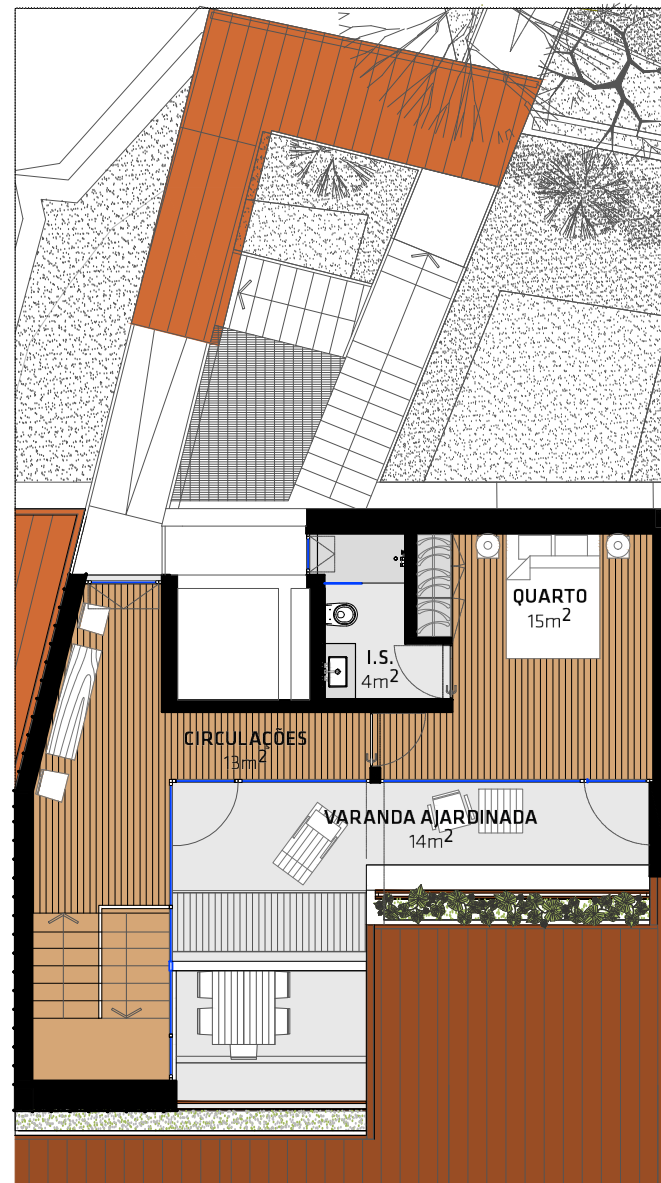 QUARTO
15m²
I.S.
4m²
CIRCULAÇÕES
13m²
VARANDA AJARDINADA
14m²